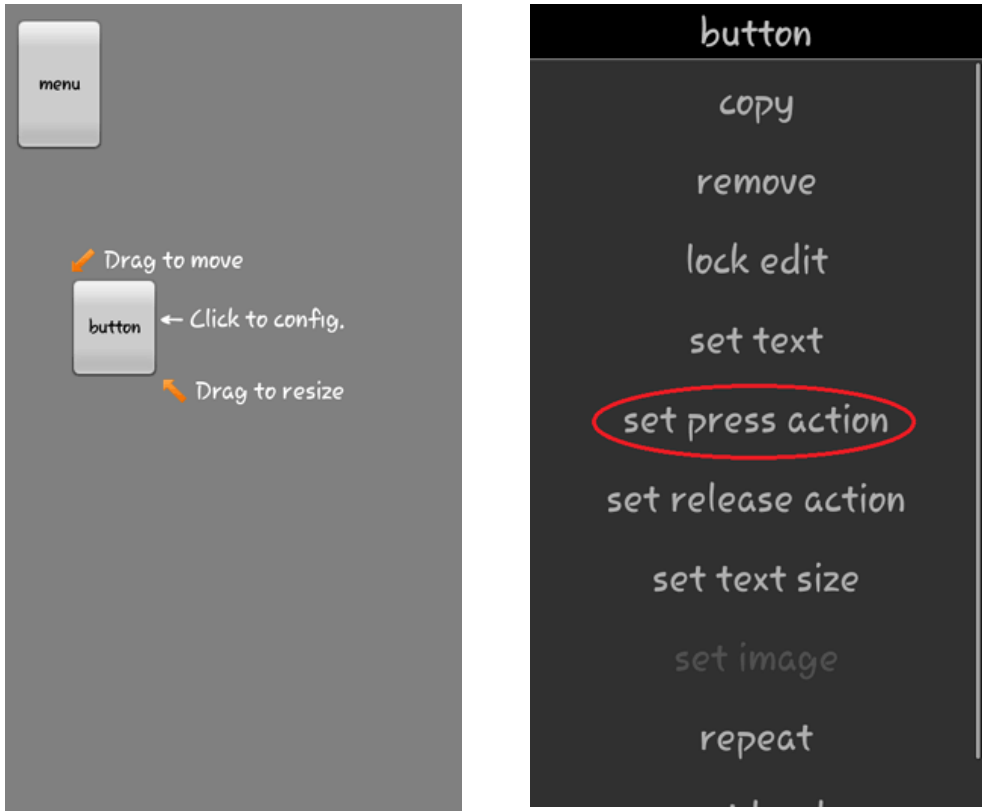 menu
Drag to move
button
← Click to config.
Drag to resize
button
copy
remove
lock edit
set text
set press action
set release action
set text size
set image
repeat